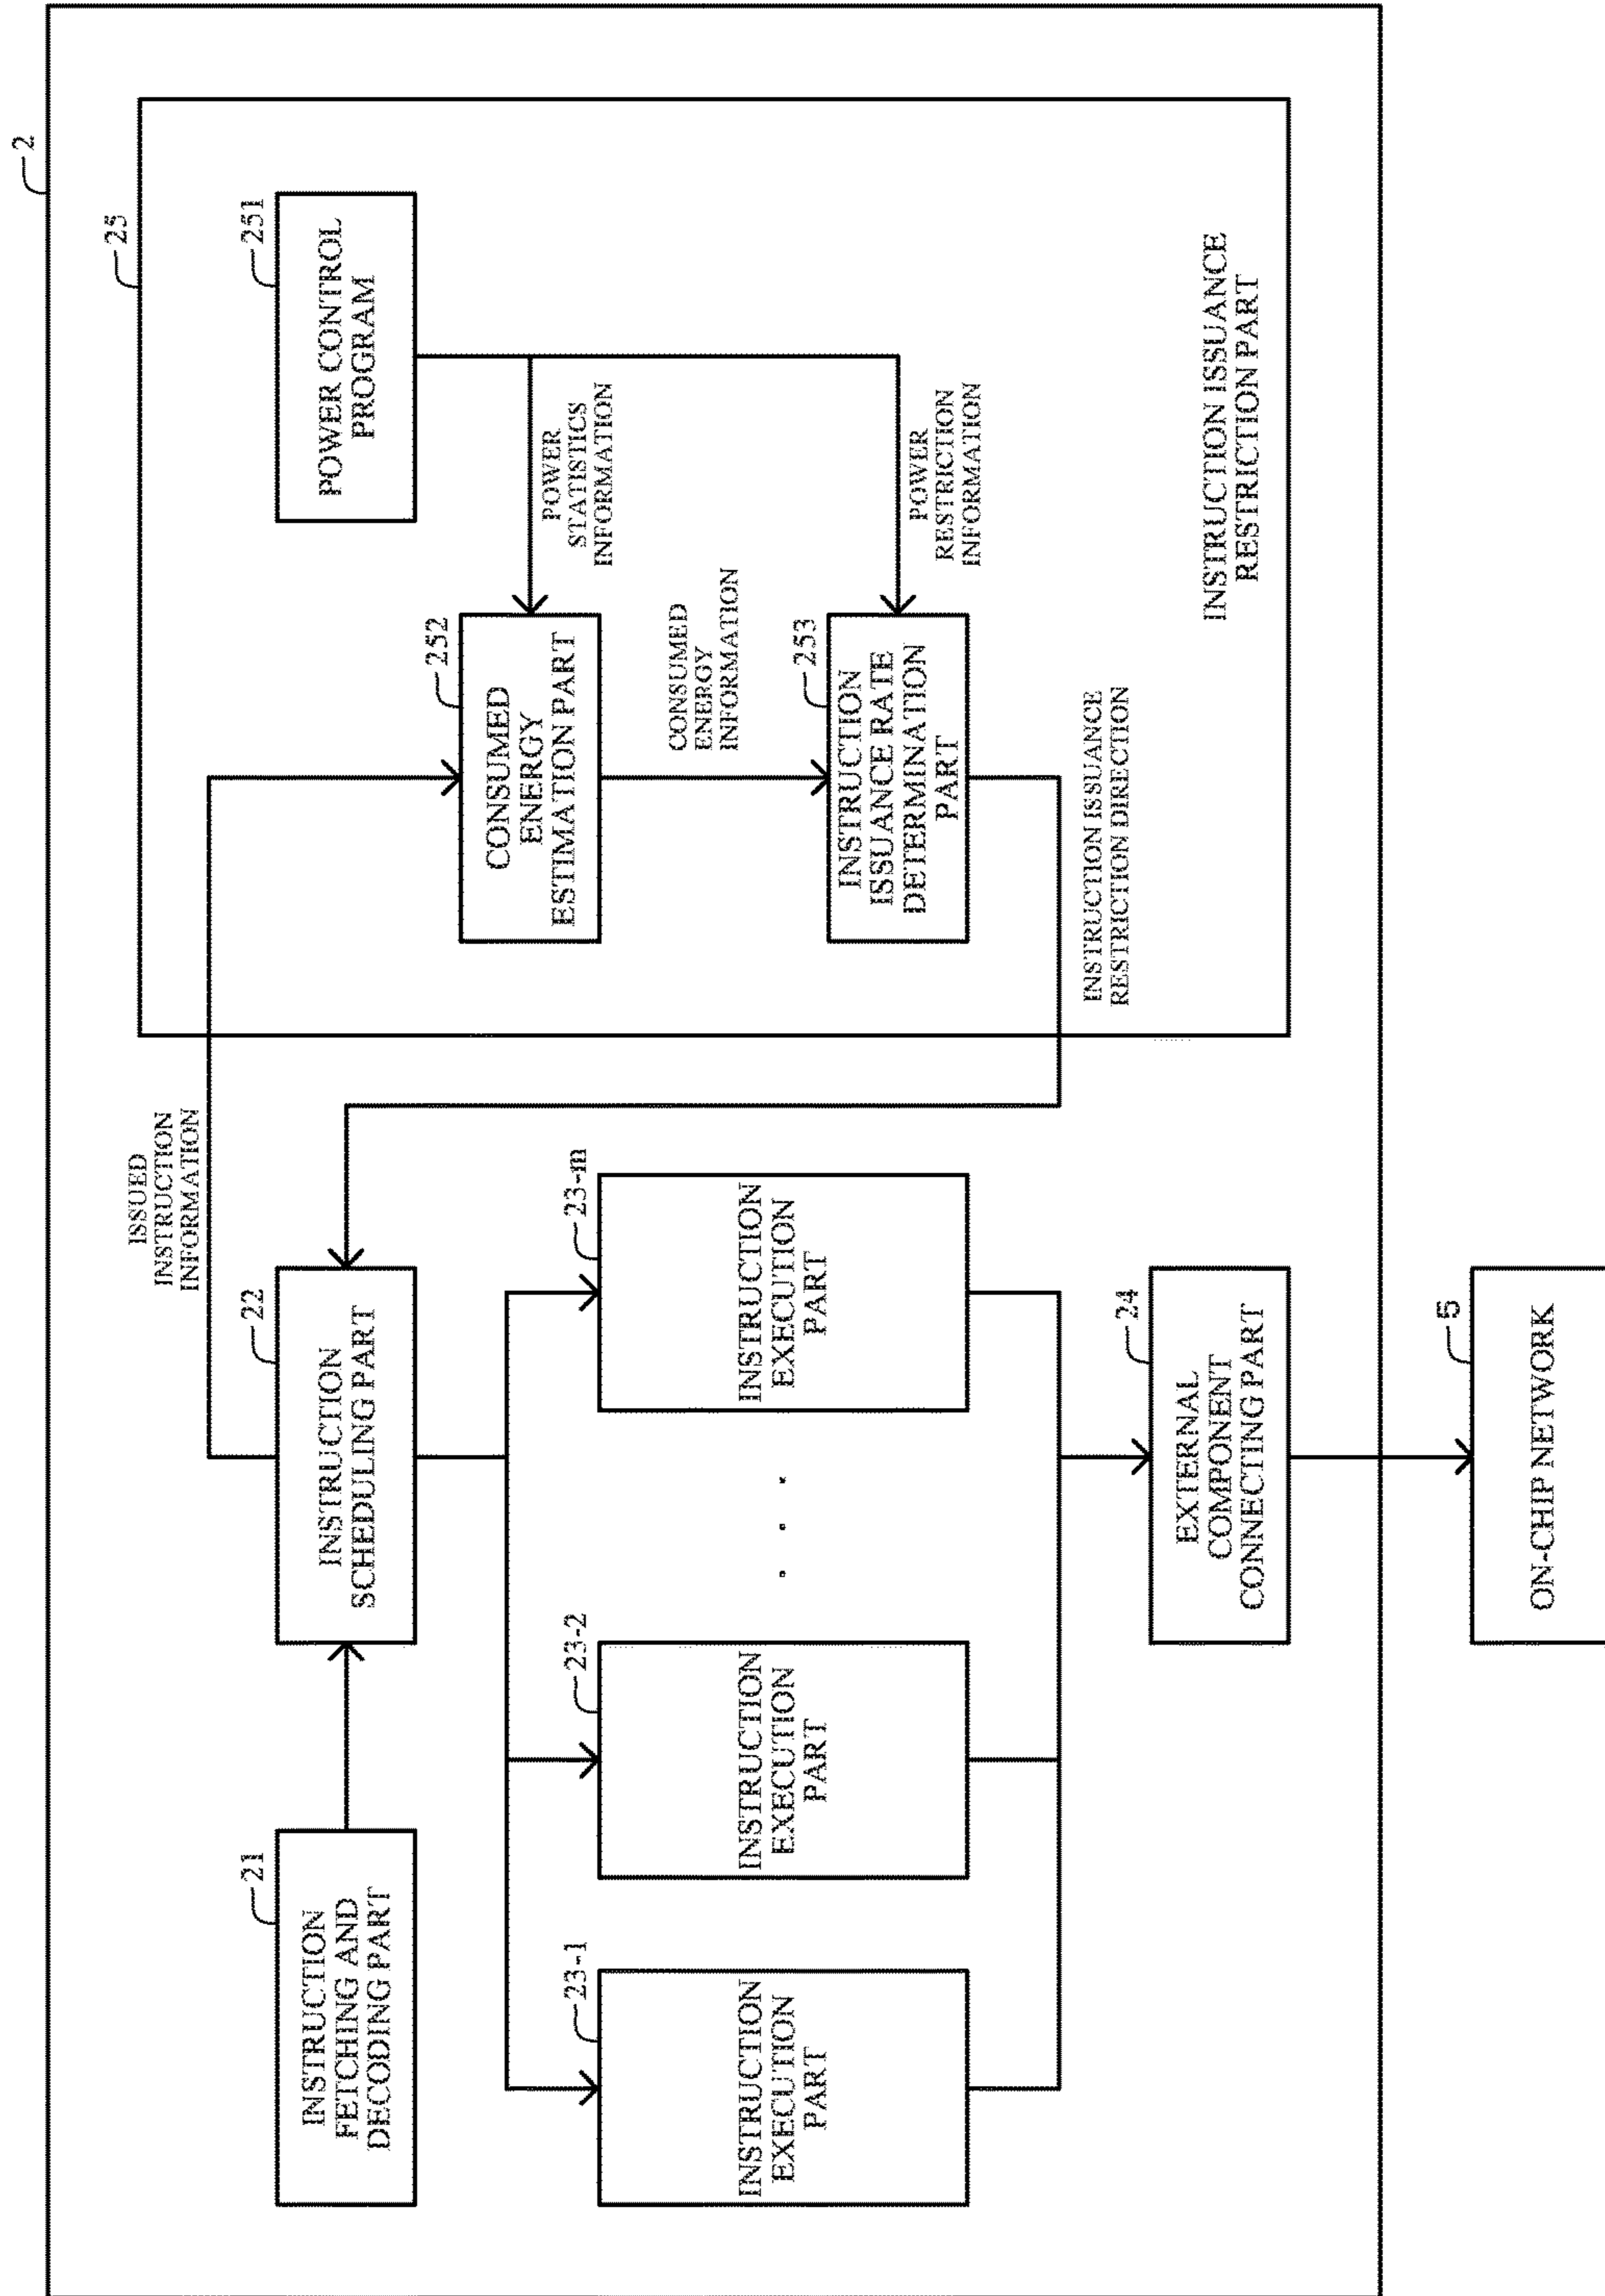 2
25
251
POWER CONTROL
PROGRAM
POWER
STATISTICS
INFORMATION
POWER
RESTRICTION
INFORMATION
252
CONSUMED
ENERGY
ESTIMATION PART
CONSUMED
ENERGY
INFORMATION
253
INSTRUCTION
ISSUANCE RATE
DETERMINATION
PART
INSTRUCTION ISSUANCE
RESTRICTION DIRECTION
INSTRUCTION ISSUANCE
RESTRICTION PART
ISSUED
INSTRUCTION
INFORMATION
21
INSTRUCTION
FETCHING AND
DECODING PART
22
INSTRUCTION
SCHEDULING PART
23-1
INSTRUCTION
EXECUTION
PART
23-2
INSTRUCTION
EXECUTION
PART
. . .
23-m
INSTRUCTION
EXECUTION
PART
24
EXTERNAL
COMPONENT
CONNECTING PART
5
ON-CHIP NETWORK